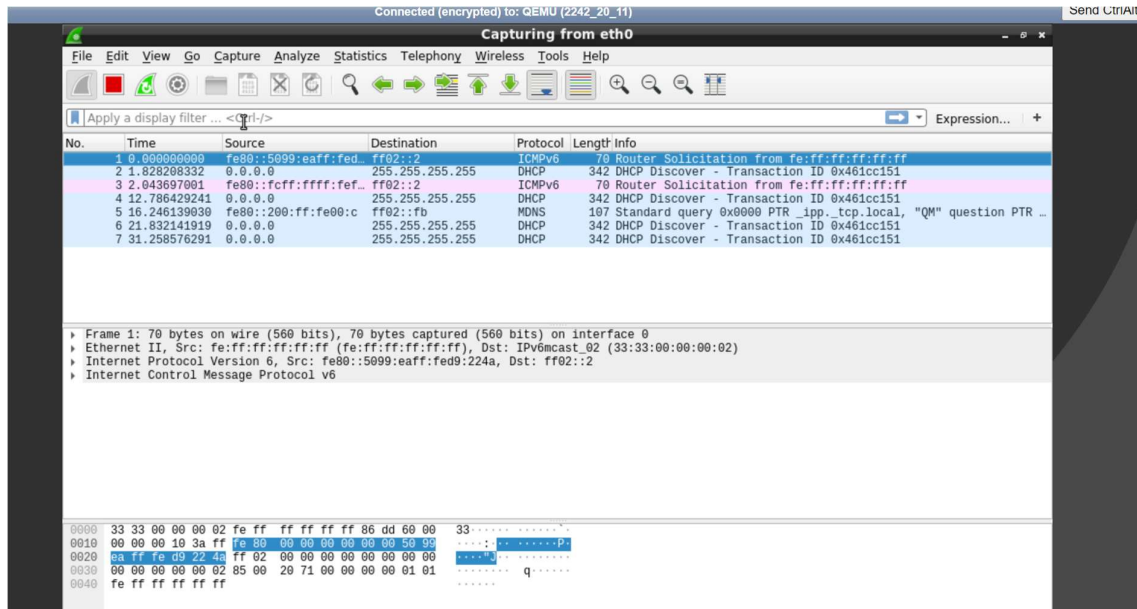 Connected (encrypted) to: QEMU (2242_20_11)
Send CtrlAlt
Capturing from eth0
File Edit View Go Capture Analyze Statistics Telephony Wireless Tools Help
Apply a display filter ... <Ctrl-/> Expression... +
No. Time Source Destination Protocol Length Info
1 0.000000000 fe80::5099:eaff:fed… ff02::2 ICMPv6 70 Router Solicitation from fe:ff:ff:ff:ff:ff
2 1.828208332 0.0.0.0 255.255.255.255 DHCP 342 DHCP Discover - Transaction ID 0x461cc151
3 2.043697001 fe80::fcff:ffff:fef… ff02::2 ICMPv6 70 Router Solicitation from fe:ff:ff:ff:ff:ff
4 12.786429241 0.0.0.0 255.255.255.255 DHCP 342 DHCP Discover - Transaction ID 0x461cc151
5 16.246139030 fe80::200:ff:fe00:c ff02::fb MDNS 107 Standard query 0x0000 PTR _ipp._tcp.local, "QM" question PTR …
6 21.832141919 0.0.0.0 255.255.255.255 DHCP 342 DHCP Discover - Transaction ID 0x461cc151
7 31.258576291 0.0.0.0 255.255.255.255 DHCP 342 DHCP Discover - Transaction ID 0x461cc151
Frame 1: 70 bytes on wire (560 bits), 70 bytes captured (560 bits) on interface 0
Ethernet II, Src: fe:ff:ff:ff:ff:ff (fe:ff:ff:ff:ff:ff), Dst: IPv6mcast_02 (33:33:00:00:00:02)
Internet Protocol Version 6, Src: fe80::5099:eaff:fed9:224a, Dst: ff02::2
Internet Control Message Protocol v6
0000 33 33 00 00 00 02 fe ff ff ff ff ff 86 dd 60 00 33······ ······`·
0010 00 00 00 10 3a ff fe 80 00 00 00 00 00 00 50 99 ····:··· ······P·
0020 ea ff fe d9 22 4a ff 02 00 00 00 00 00 00 00 00 ····"J·· ········
0030 00 00 00 00 00 02 85 00 20 71 00 00 00 00 01 01 ········ q······
0040 fe ff ff ff ff ff ······